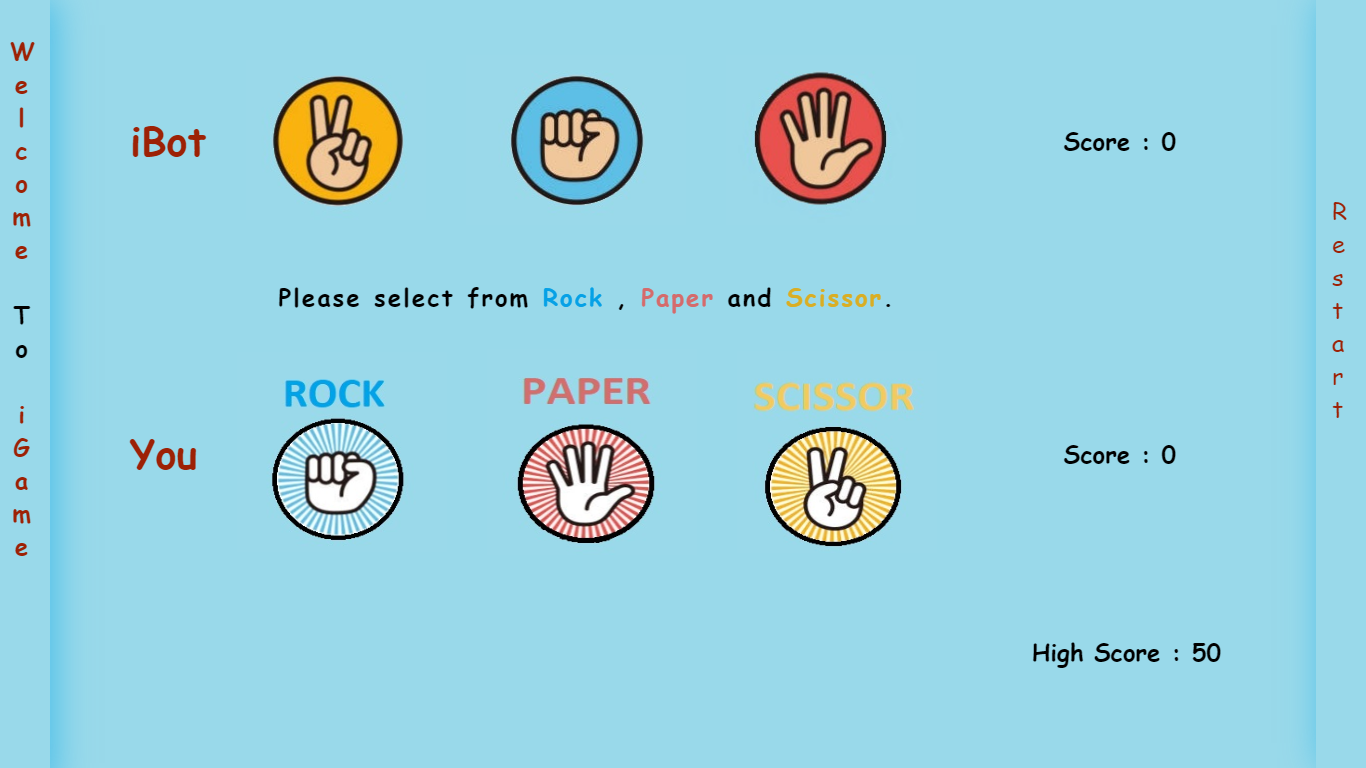 Welcome To iGame
iBot
Score : 0
Please select from Rock , Paper and Scissor.
ROCK PAPER SCISSOR
You
Score : 0
High Score : 50
Restart